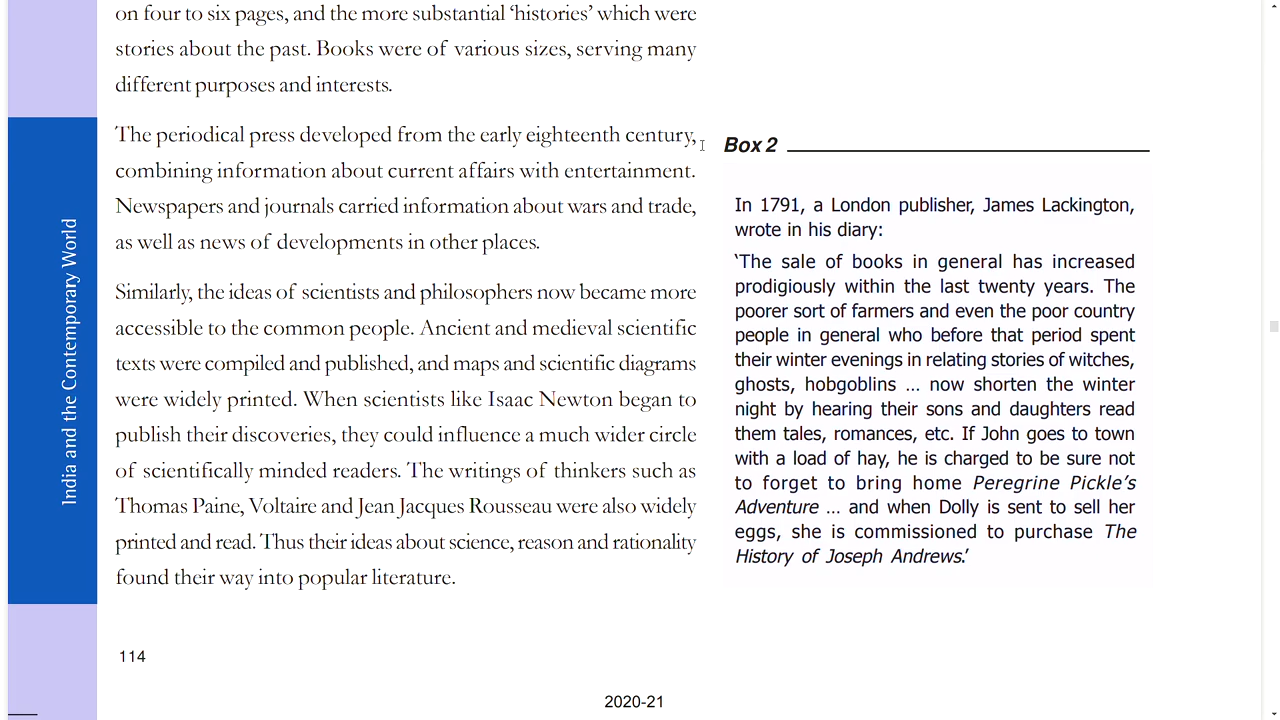 on four to six pages, and the more substantial ‘histories’ which were
stories about the past. Books were of various sizes, serving many
different purposes and interests.
The periodical press developed from the early eighteenth century,
combining information about current affairs with entertainment.
Newspapers and journals carried information about wars and trade,
as well as news of developments in other places.
Similarly, the ideas of scientists and philosophers now became more
accessible to the common people. Ancient and medieval scientific
texts were compiled and published, and maps and scientific diagrams
were widely printed. When scientists like Isaac Newton began to
publish their discoveries, they could influence a much wider circle
of scientifically minded readers. The writings of thinkers such as
Thomas Paine, Voltaire and Jean Jacques Rousseau were also widely
printed and read. Thus their ideas about science, reason and rationality
found their way into popular literature.
Box 2
In 1791, a London publisher, James Lackington,
wrote in his diary:
‘The sale of books in general has increased
prodigiously within the last twenty years. The
poorer sort of farmers and even the poor country
people in general who before that period spent
their winter evenings in relating stories of witches,
ghosts, hobgoblins … now shorten the winter
night by hearing their sons and daughters read
them tales, romances, etc. If John goes to town
with a load of hay, he is charged to be sure not
to forget to bring home Peregrine Pickle’s
Adventure … and when Dolly is sent to sell her
eggs, she is commissioned to purchase The
History of Joseph Andrews.’
India and the Contemporary World
114
2020-21